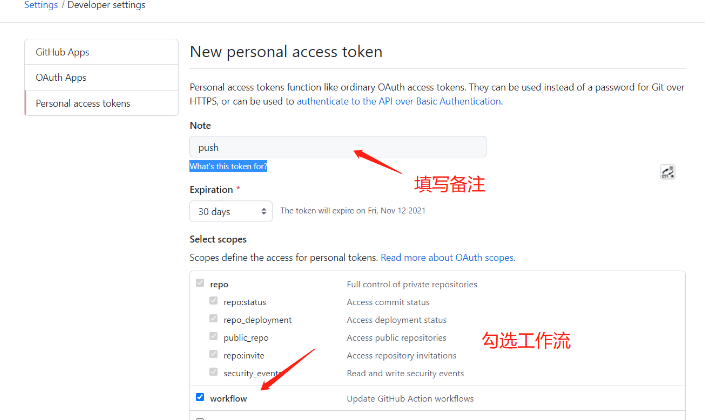 Settings / Developer settings
GitHub Apps
OAuth Apps
Personal access tokens
New personal access token
Personal access tokens function like ordinary OAuth access tokens. They can be used instead of a password for Git over
HTTPS, or can be used to authenticate to the API over Basic Authentication.
Note
push
What's this token for?
填写备注
Expiration *
30 days
The token will expire on Fri, Nov 12 2021
Select scopes
Scopes define the access for personal tokens. Read more about OAuth scopes.
repo Full control of private repositories
repo:status Access commit status
repo_deployment Access deployment status
public_repo Access public repositories
勾选工作流
repo:invite Access repository invitations
security_events Read and write security events
workflow Update GitHub Action workflows